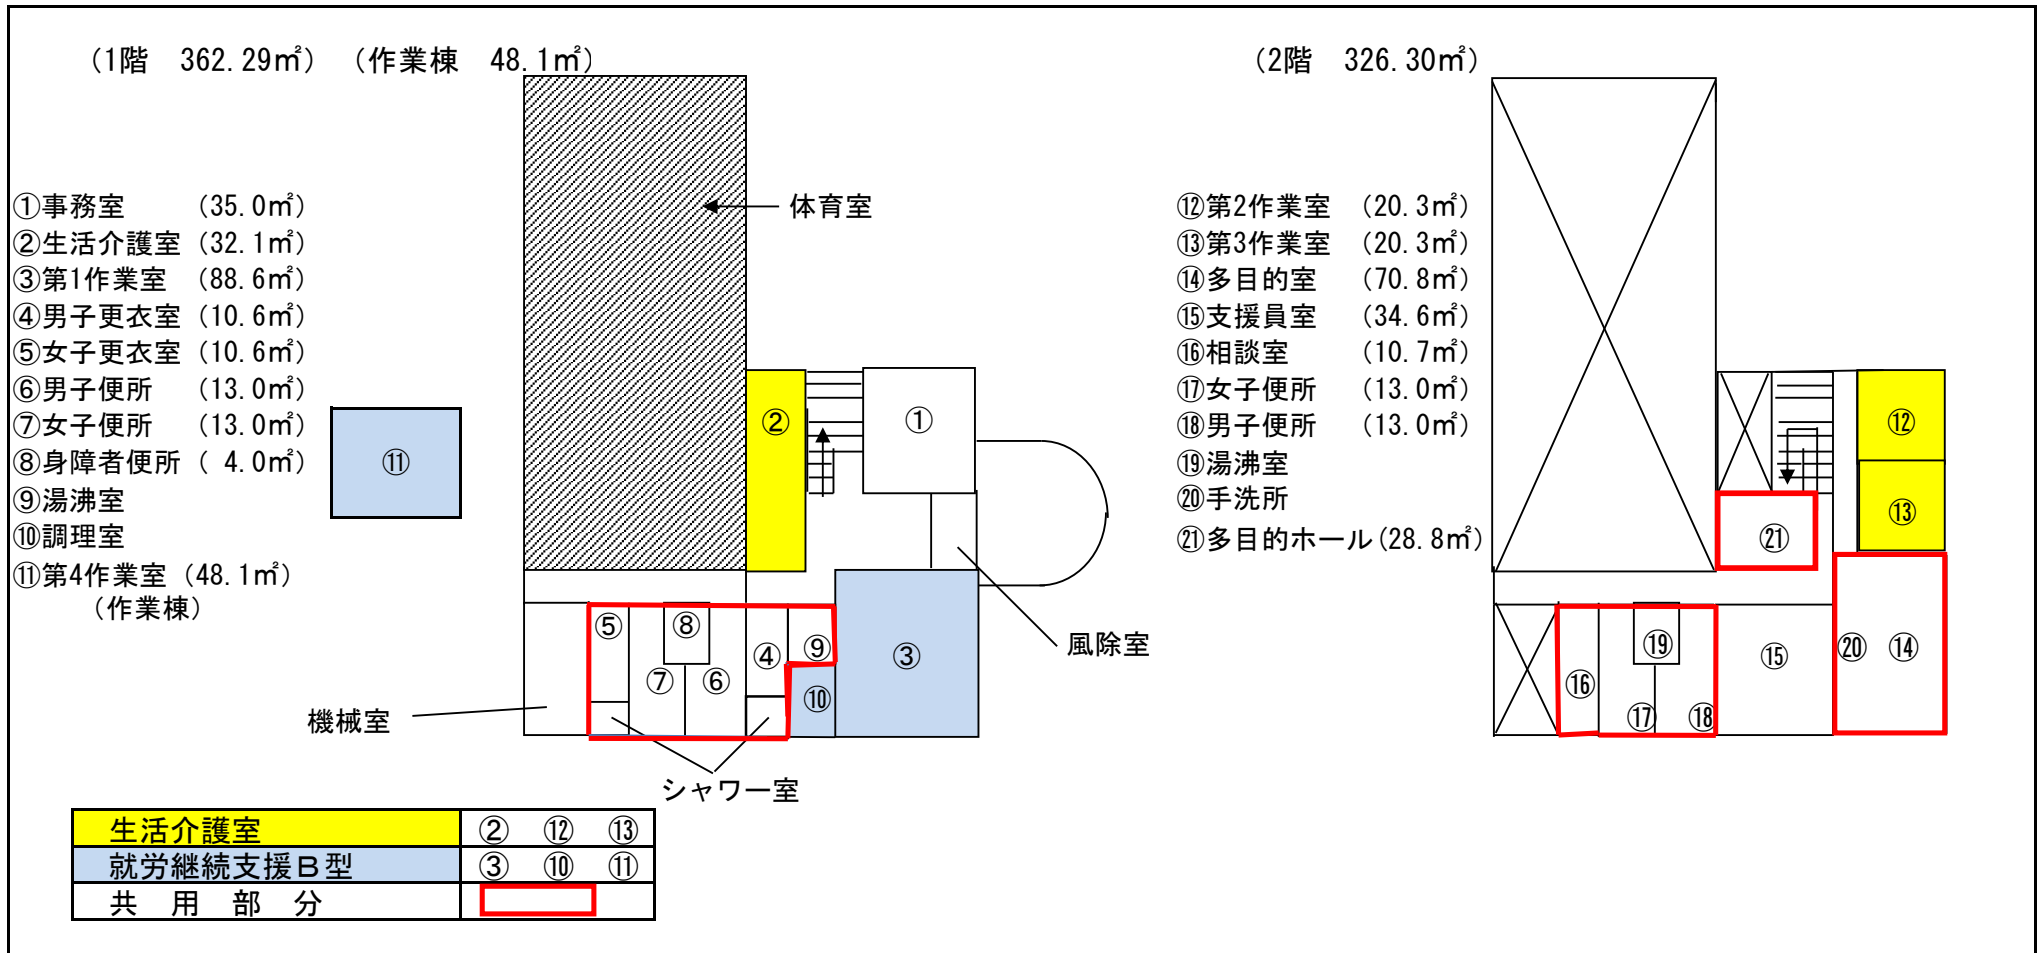 （1階　362.29㎡）　（作業棟　48.1㎡）
①事務室　（35.0㎡）
②生活介護室（32.1㎡）
③第1作業室　（88.6㎡）
④男子更衣室（10.6㎡）
⑤女子更衣室（10.6㎡）
⑥男子便所　（13.0㎡）
⑦女子便所　（13.0㎡）
⑧身障者便所（ 4.0㎡）
⑨湯沸室
⑩調理室
⑪第4作業室（48.1㎡）
（作業棟）
体育室
②
①
⑪
⑤
⑧
④
⑨
③
⑦
⑥
⑩
風除室
機械室
シャワー室
（2階　326.30㎡）
⑫第2作業室　（20.3㎡）
⑬第3作業室　（20.3㎡）
⑭多目的室　（70.8㎡）
⑮支援員室　（34.6㎡）
⑯相談室　（10.7㎡）
⑰女子便所　（13.0㎡）
⑱男子便所　（13.0㎡）
⑲湯沸室
⑳手洗所
㉑多目的ホール(28.8㎡)
⑫
⑬
㉑
⑲
⑳
⑭
⑮
⑯
⑰
⑱
生活介護室　②　⑫　⑬
就労継続支援Ｂ型　③　⑩　⑪
共　用　部　分